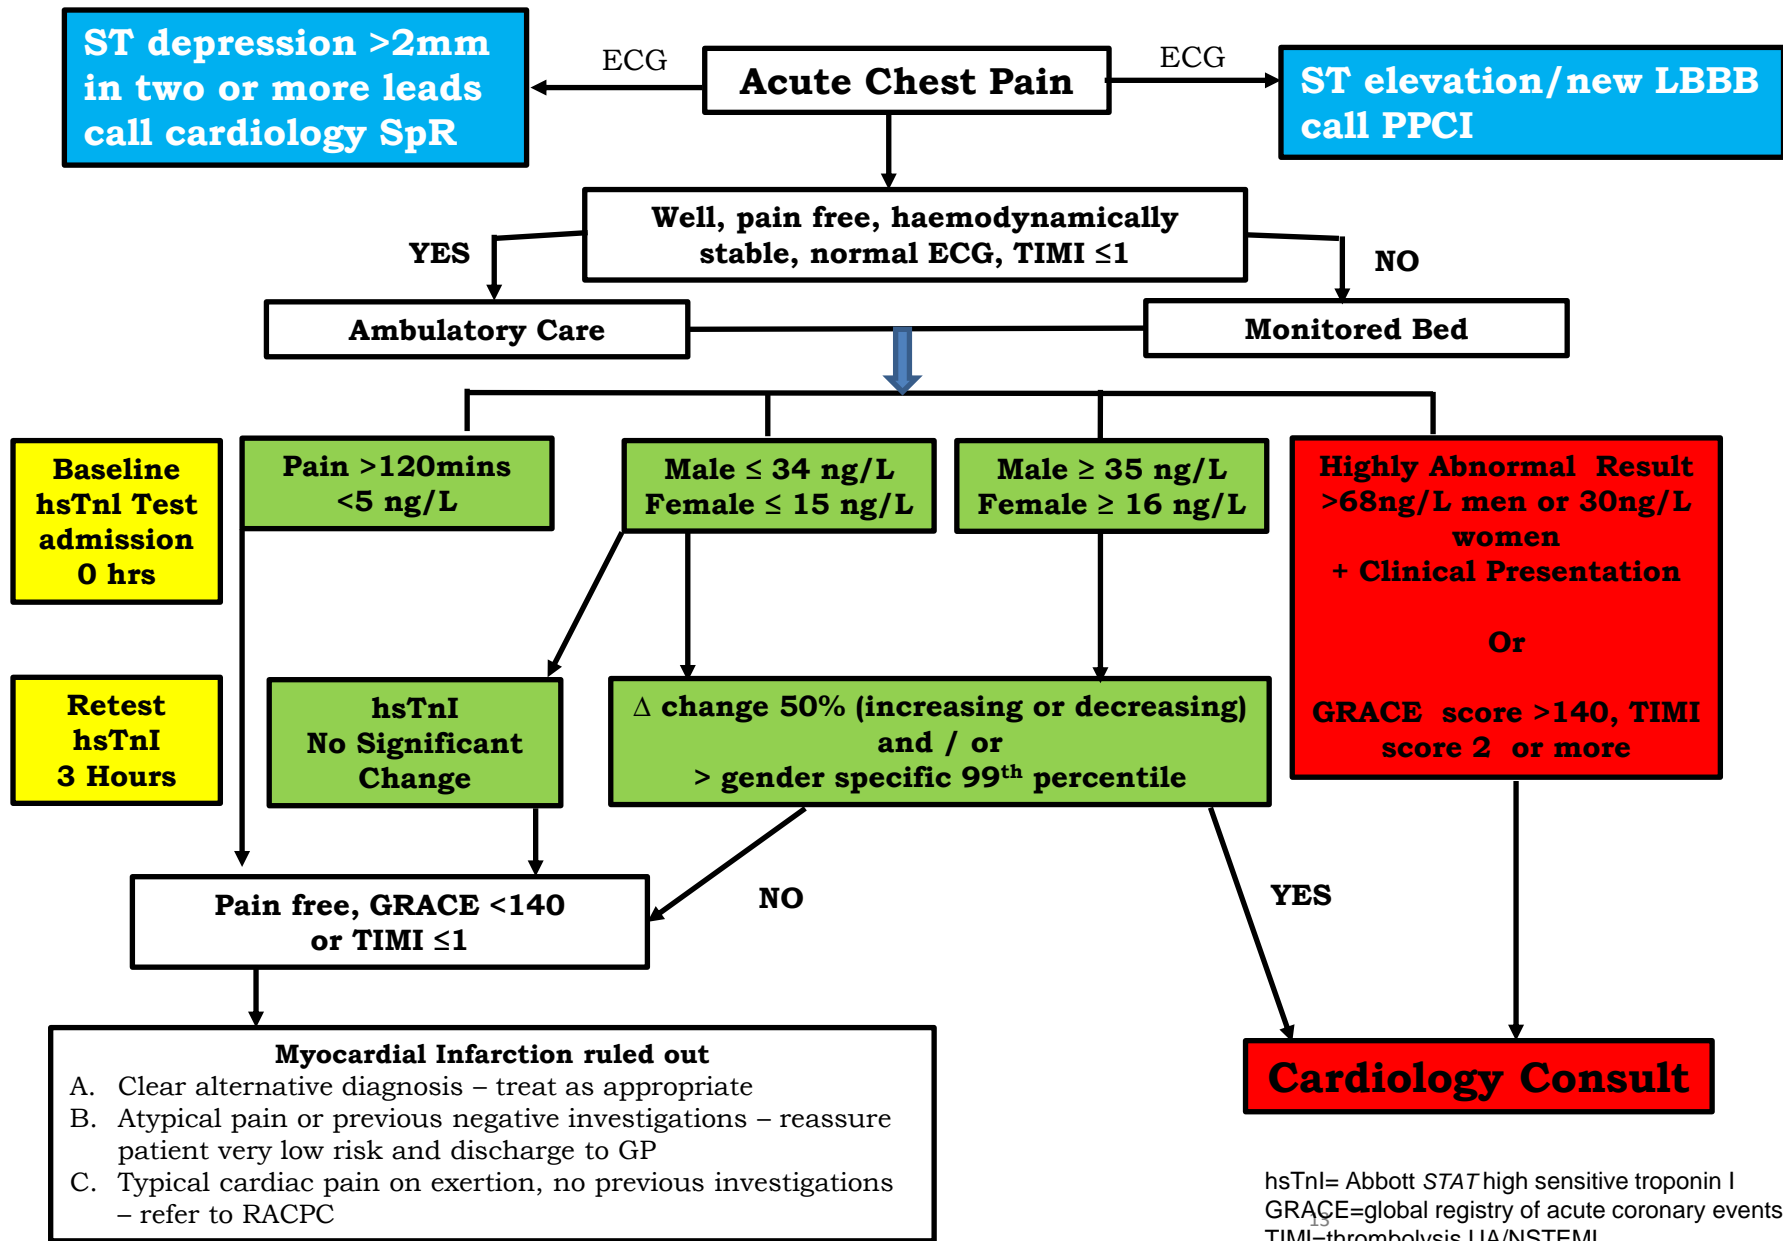 ST depression >2mm
in two or more leads
call cardiology SpR
ECG
Acute Chest Pain
ECG
ST elevation/new LBBB
call PPCI
Well, pain free, haemodynamically
stable, normal ECG, TIMI ≤1
YES
NO
Ambulatory Care
Monitored Bed
Baseline
hsTnl Test
admission
0 hrs
Pain >120mins
<5 ng/L
Male ≤ 34 ng/L
Female ≤ 15 ng/L
Male ≥ 35 ng/L
Female ≥ 16 ng/L
Highly Abnormal Result
>68ng/L men or 30ng/L
women
+ Clinical Presentation
Or
GRACE score >140, TIMI
score 2 or more
Retest
hsTnI
3 Hours
hsTnI
No Significant
Change
Δ change 50% (increasing or decreasing)
and / or
> gender specific 99th percentile
Pain free, GRACE <140
or TIMI ≤1
NO
YES
Myocardial Infarction ruled out
A. Clear alternative diagnosis – treat as appropriate
B. Atypical pain or previous negative investigations – reassure
patient very low risk and discharge to GP
C. Typical cardiac pain on exertion, no previous investigations
– refer to RACPC
Cardiology Consult
hsTnI= Abbott STAT high sensitive troponin I
GRACE=global registry of acute coronary events
13
TIMI=thrombolysis UA/NSTEMI